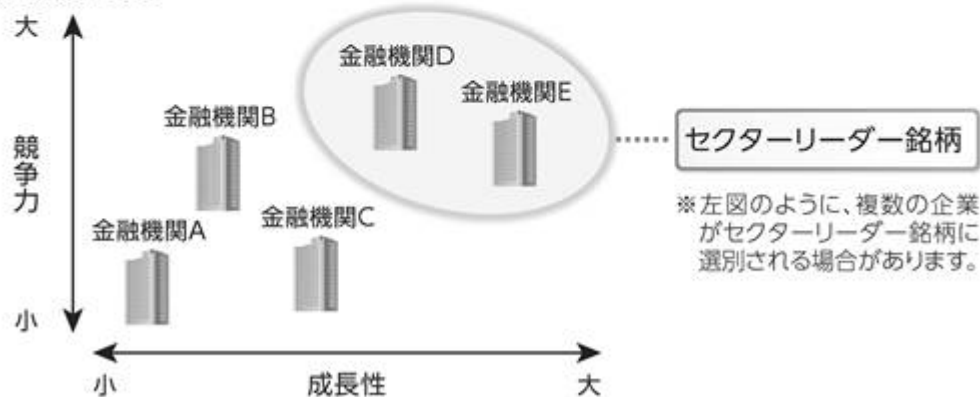 大
金融機関D
金融機関E
金融機関B
競争力
セクターリーダー銘柄
※左図のように、複数の企業
がセクターリーダー銘柄に
選別される場合があります。
金融機関A
金融機関C
小
小
成長性
大